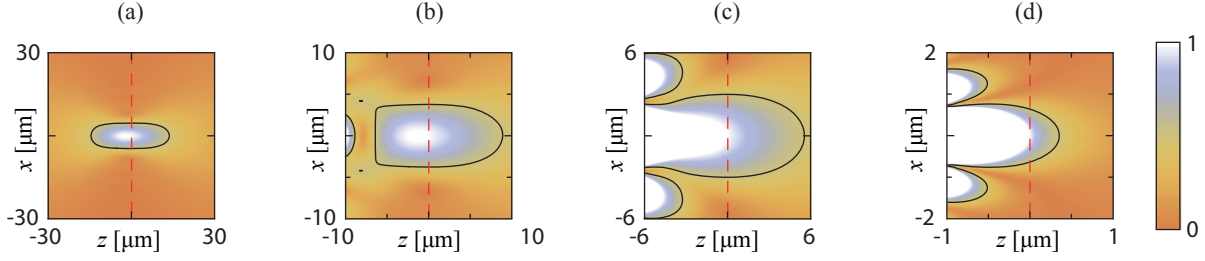 (a) (b) (c) (d)
30 10 6 2 1
x [µm] x [µm] x [µm] x [µm]
-30 -10 -6 -2 0
-30 30 -10 10 -6 6 -1 1
z [µm] z [µm] z [µm] z [µm]